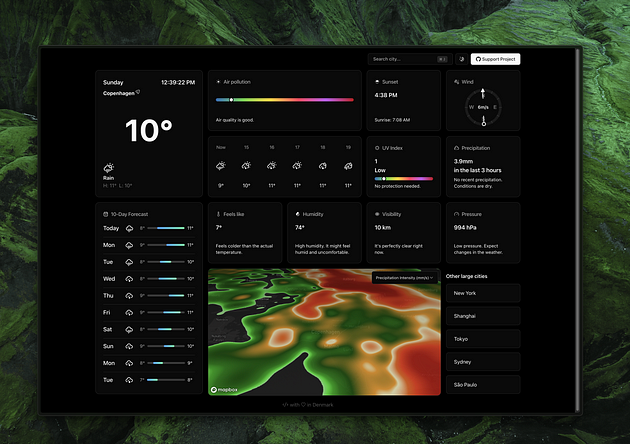 Search city...
⌘ J
Support Project
Sunday
12:39:22 PM
Copenhagen
10°
Rain
H: 11° L: 10°
Air pollution
Air quality is good.
Sunset
4:38 PM
Sunrise: 7:08 AM
Wind
W 6m/s E
Now 15 16 17 18 18
9° 10° 11° 11° 11° 11°
UV Index
1
Low
No protection needed.
Precipitation
3.9mm
in the last 3 hours
No recent precipitation.
Conditions are dry.
10-Day Forecast
Today 8° 11°
Mon 9° 11°
Tue 8° 10°
Wed 8° 10°
Thu 8° 11°
Fri 9° 11°
Sat 8° 10°
Sun 9° 10°
Mon 8° 9°
Tue 7° 9°
Feels like
7°
Feels colder than the actual
temperature.
Humidity
74°
High humidity. It might feel
humid and uncomfortable.
Visibility
10 km
It's perfectly clear right
now.
Pressure
994 hPa
Low pressure. Expect
changes in the weather.
Precipitation Intensity (mm/s)
mapbox
Other large cities
New York
Shanghai
Tokyo
Sydney
São Paulo
</> with ♡ in Denmark